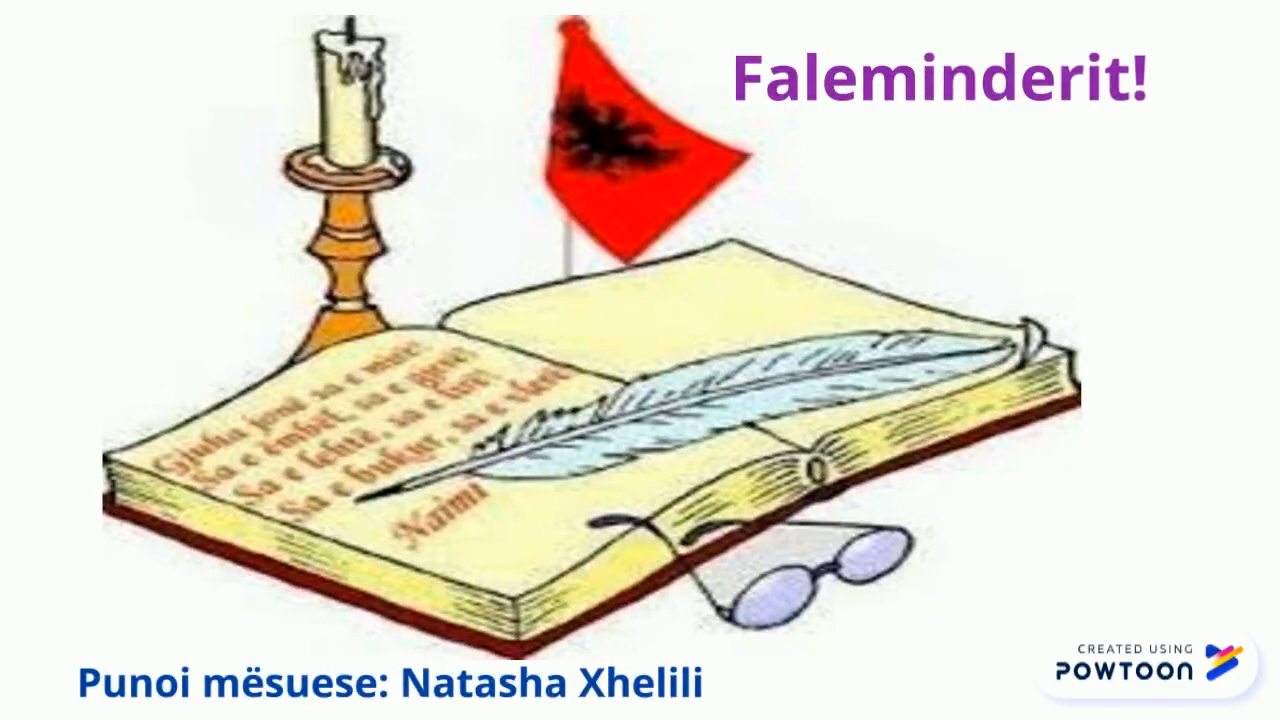 Faleminderit!
Gjuha jonë sa e mirë!
Sa e ëmbël, sa e gjerë!
Sa e lehtë, sa e lirë!
Sa e bukur, sa e vlerë!
Naimi
Punoi mësuese: Natasha Xhelili
CREATED USING
POWTOON